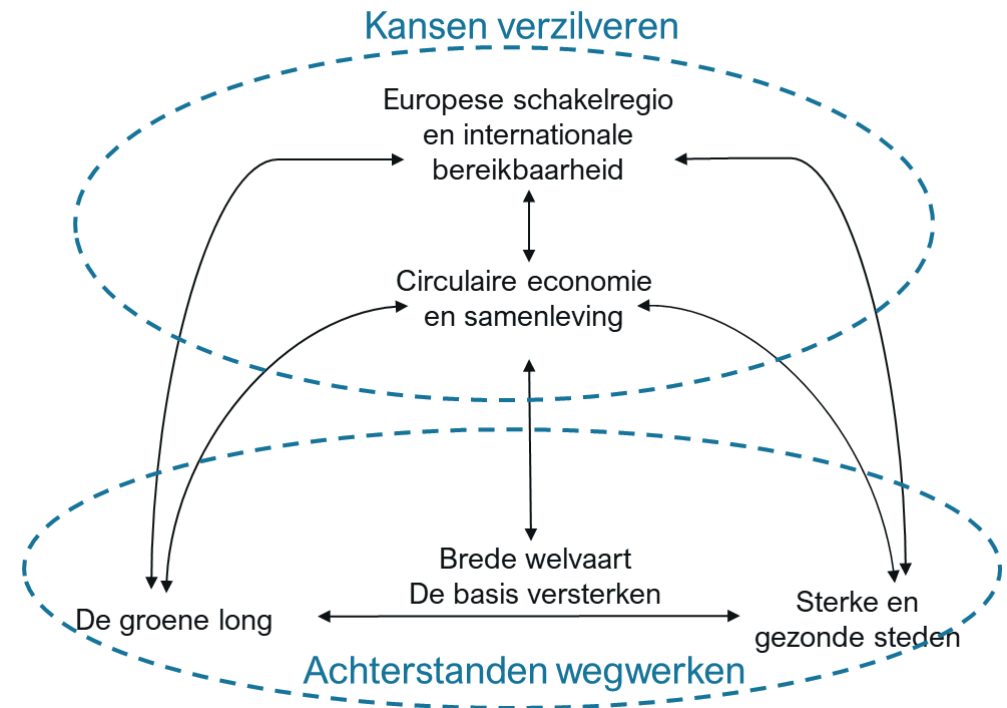 Kansen verzilveren
Europese schakelregio
en internationale
bereikbaarheid
Circulaire economie
en samenleving
Brede welvaart
De basis versterken
De groene long
Sterke en
gezonde steden
Achterstanden wegwerken